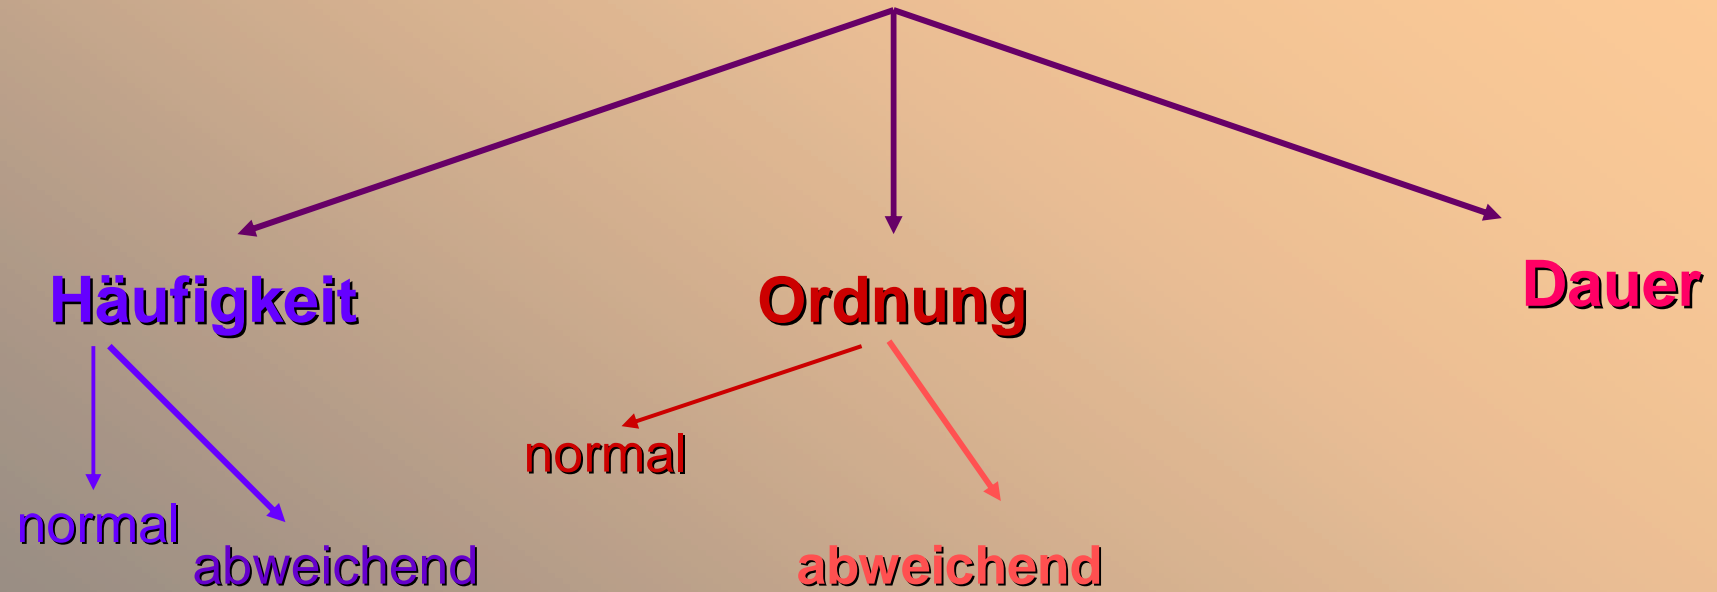 Häufigkeit
Ordnung
Dauer
normal
abweichend
normal
abweichend